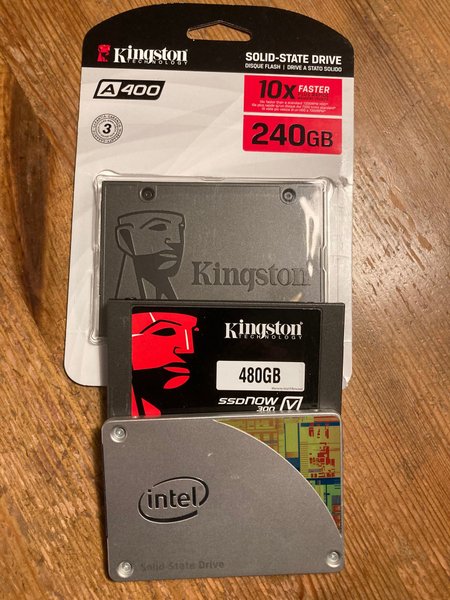 Kingston
TECHNOLOGY
SOLID-STATE DRIVE
DISQUE FLASH | DRIVE A STATO SOLIDO
A400
10x FASTER
240GB
3
Kingston
Kingston
TECHNOLOGY
480GB
SSDNOW
300 V
intel
Solid-State Drive